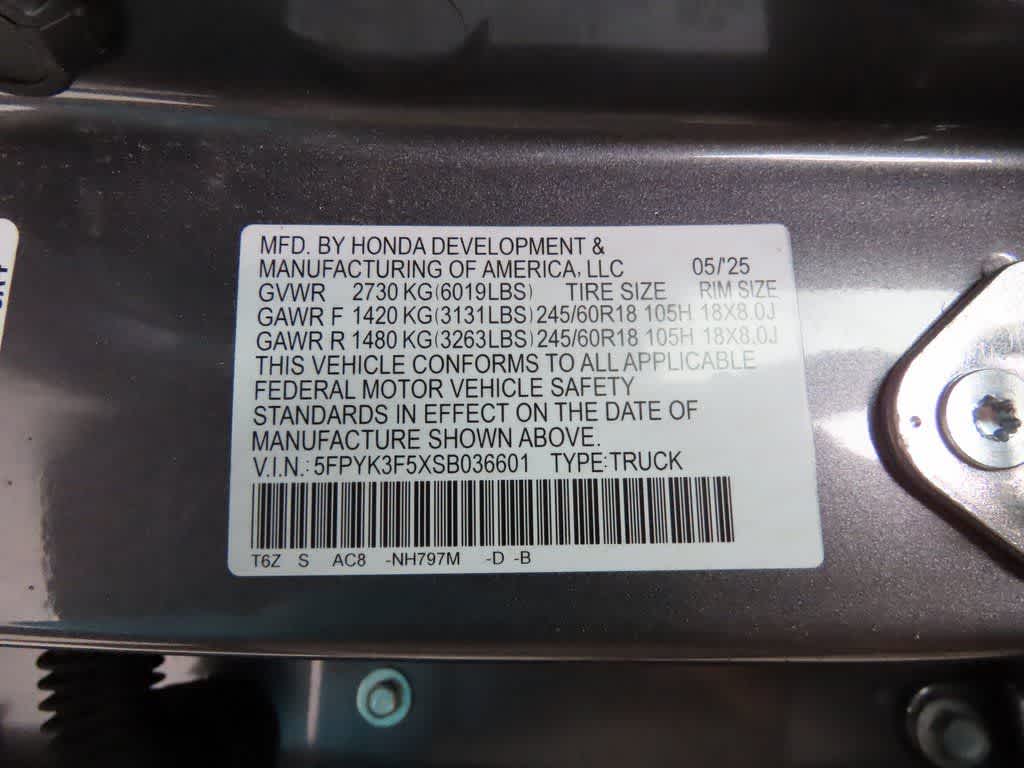 MFD. BY HONDA DEVELOPMENT &
MANUFACTURING OF AMERICA, LLC 05/'25
GVWR 2730 KG(6019LBS) TIRE SIZE RIM SIZE
GAWR F 1420 KG(3131LBS) 245/60R18 105H 18X8.0J
GAWR R 1480 KG(3263LBS) 245/60R18 105H 18X8.0J
THIS VEHICLE CONFORMS TO ALL APPLICABLE
FEDERAL MOTOR VEHICLE SAFETY
STANDARDS IN EFFECT ON THE DATE OF
MANUFACTURE SHOWN ABOVE.
V.I.N.: 5FPYK3F5XSB036601 TYPE:TRUCK
T6Z S AC8 -NH797M -D -B